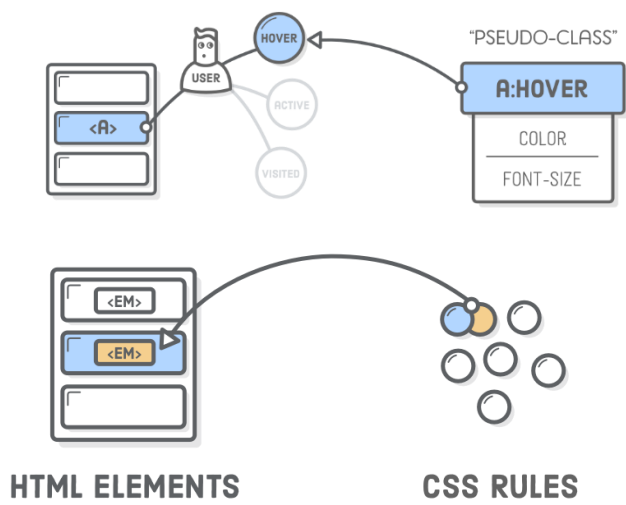 HOVER
"PSEUDO-CLASS"
USER
A:HOVER
ACTIVE
<A>
COLOR
VISITED
FONT-SIZE
<EM>
<EM>
HTML ELEMENTS
CSS RULES